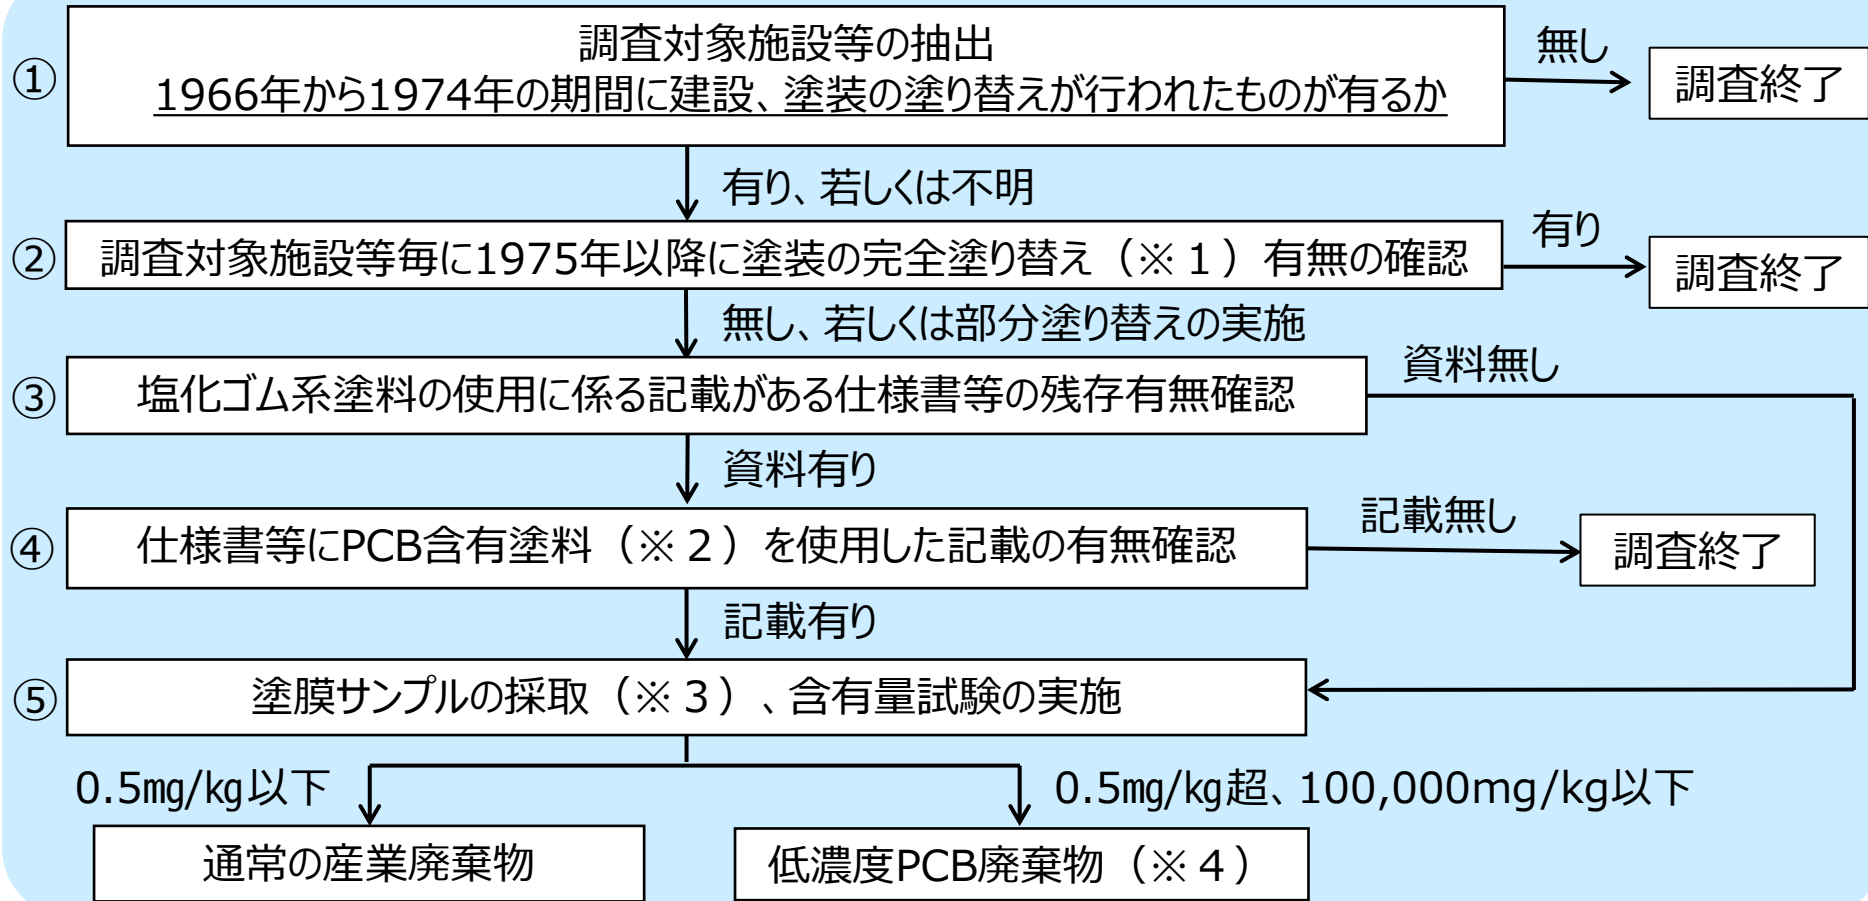 ①
調査対象施設等の抽出
1966年から1974年の期間に建設、塗装の塗り替えが行われたものが有るか
無し
調査終了
有り、若しくは不明
②
調査対象施設等毎に1975年以降に塗装の完全塗り替え（※１）有無の確認
有り
調査終了
無し、若しくは部分塗り替えの実施
③
塩化ゴム系塗料の使用に係る記載がある仕様書等の残存有無確認
資料無し
資料有り
④
仕様書等にPCB含有塗料（※２）を使用した記載の有無確認
記載無し
調査終了
記載有り
⑤
塗膜サンプルの採取（※３）、含有量試験の実施
0.5㎎/㎏以下
0.5㎎/㎏超、100,000mg/kg以下
通常の産業廃棄物
低濃度PCB廃棄物（※４）